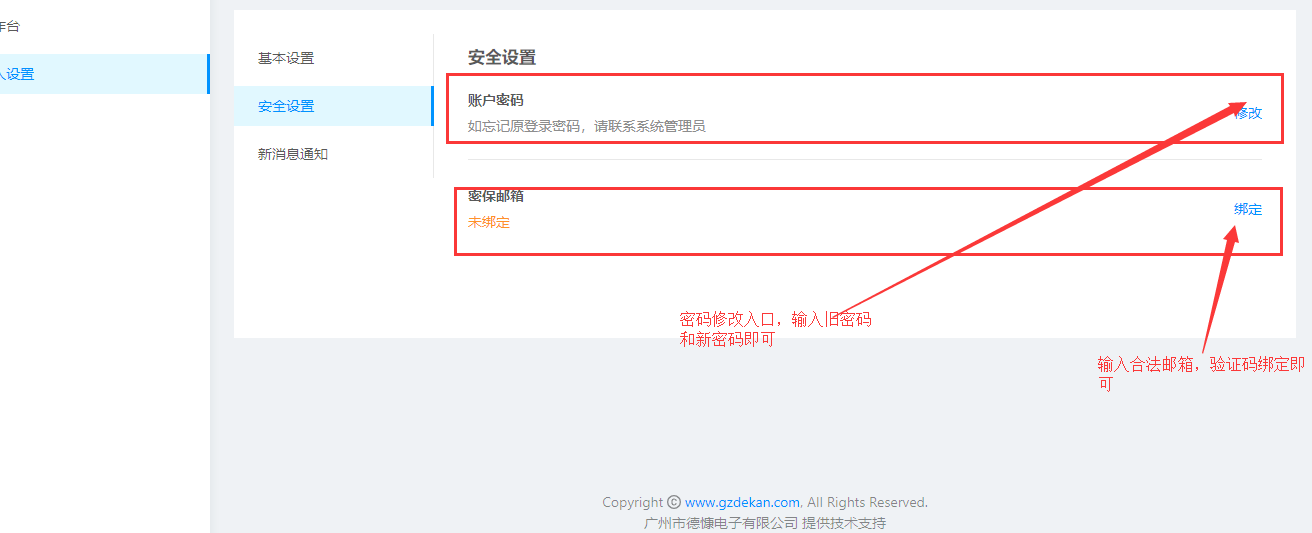 作台
人设置
基本设置
安全设置
新消息通知
安全设置
账户密码
如忘记原登录密码，请联系系统管理员
修改
密保邮箱
未绑定
绑定
密码修改入口，输入旧密码
和新密码即可
输入合法邮箱，验证码绑定即
可
Copyright © www.gzdekan.com, All Rights Reserved.
广州市德慷电子有限公司 提供技术支持